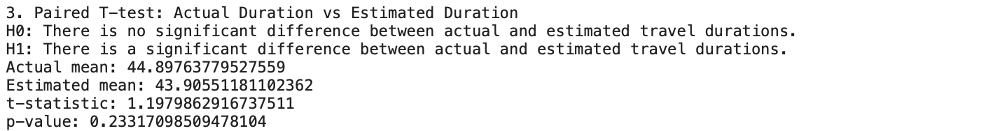 3. Paired T-test: Actual Duration vs Estimated Duration
H0: There is no significant difference between actual and estimated travel durations.
H1: There is a significant difference between actual and estimated travel durations.
Actual mean: 44.89763779527559
Estimated mean: 43.90551181102362
t-statistic: 1.1979862916737511
p-value: 0.23317098509478104